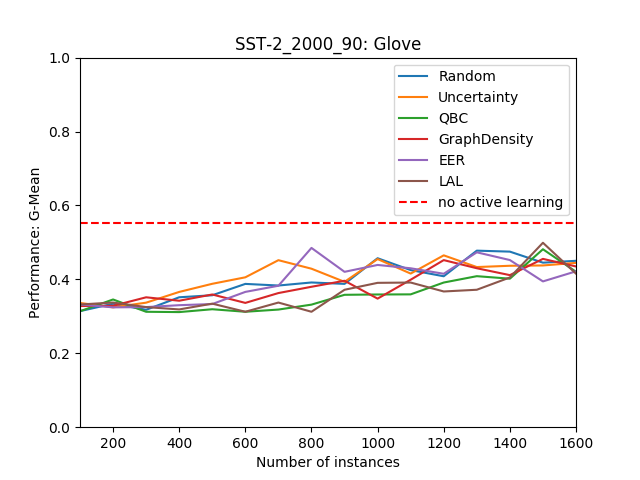 SST-2_2000_90: Glove
1.0
0.8
0.6
0.4
0.2
0.0
Performance: G-Mean
Random
Uncertainty
QBC
GraphDensity
EER
LAL
no active learning
200 400 600 800 1000 1200 1400 1600
Number of instances